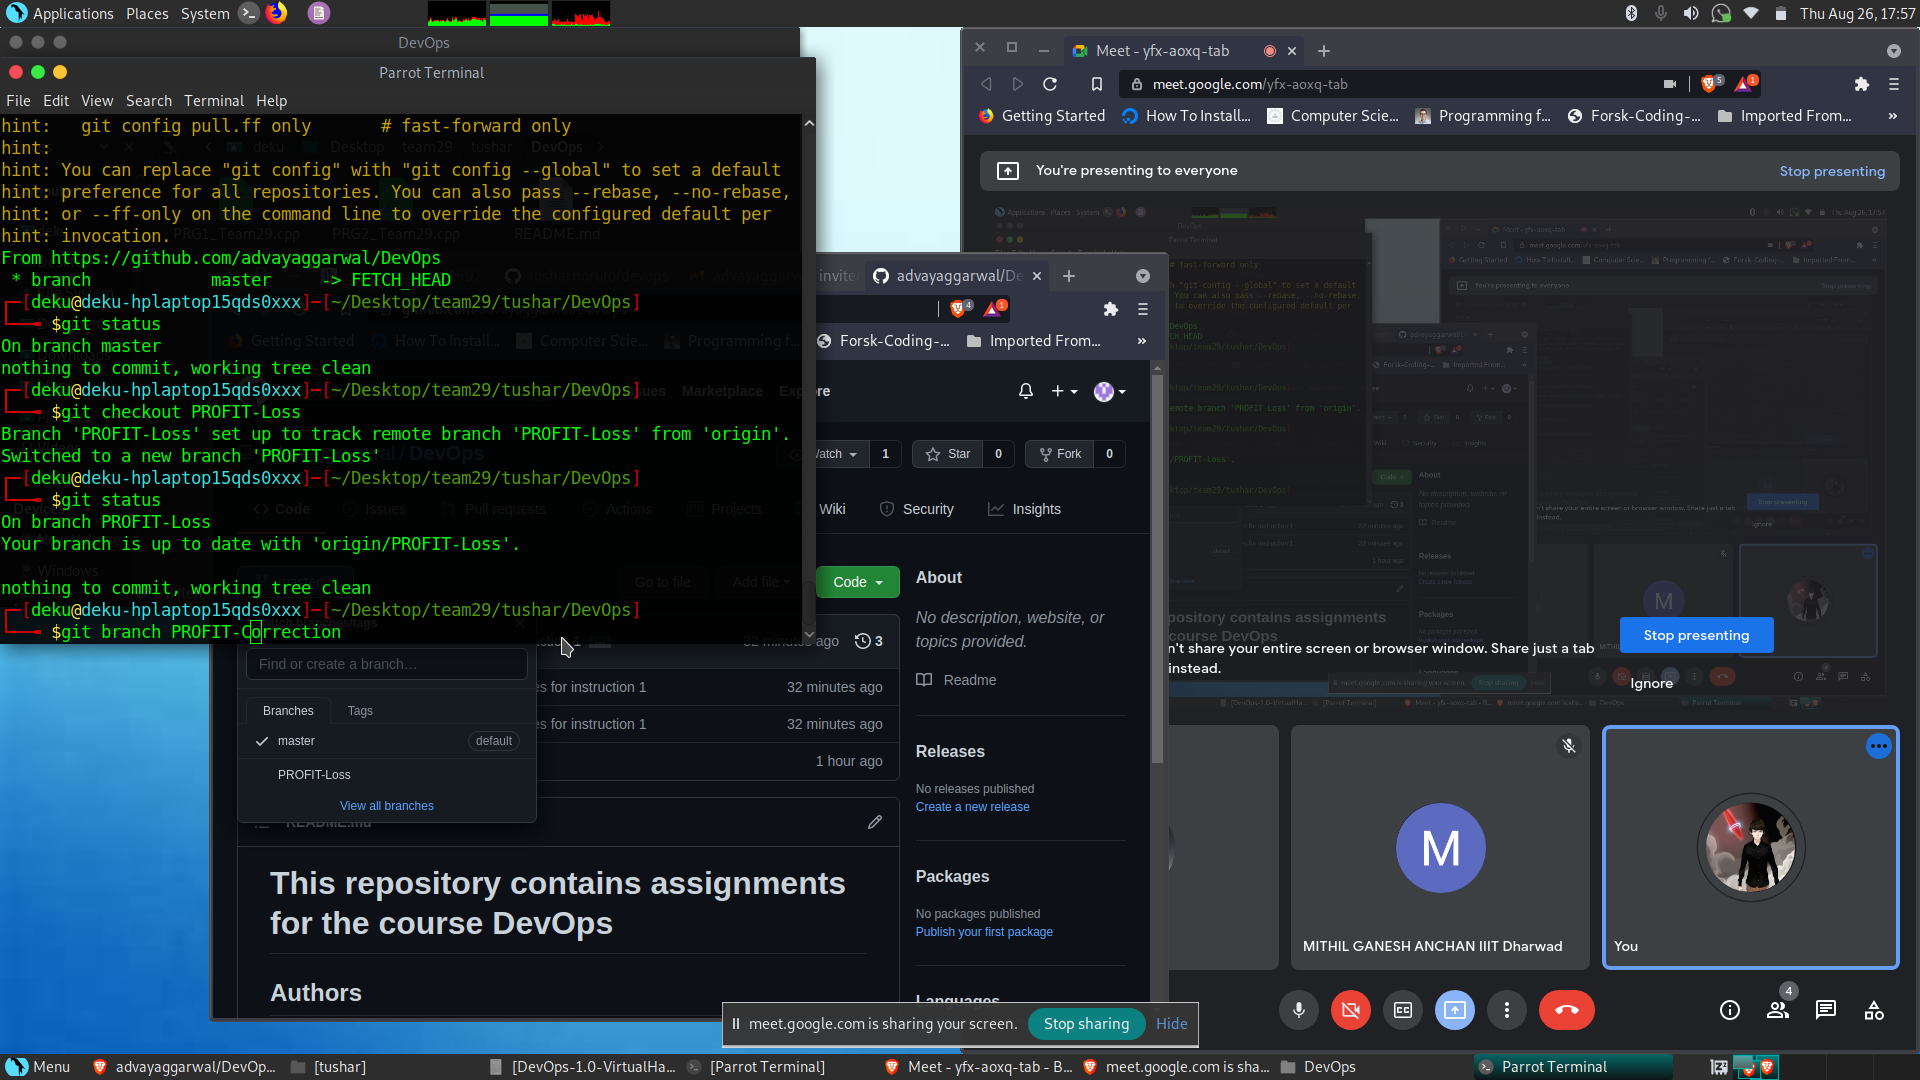 Applications Places System
Thu Aug 26, 17:57
DevOps
Parrot Terminal
File Edit View Search Terminal Help
hint:   git config pull.ff only       # fast-forward only
hint:
hint: You can replace "git config" with "git config --global" to set a default
hint: preference for all repositories. You can also pass --rebase, --no-rebase,
hint: or --ff-only on the command line to override the configured default per
hint: invocation.
From https://github.com/advayaggarwal/DevOps
 * branch            master     -> FETCH_HEAD
[deku@deku-hplaptop15qds0xxx]─[~/Desktop/team29/tushar/DevOps]
$git status
On branch master
nothing to commit, working tree clean
[deku@deku-hplaptop15qds0xxx]─[~/Desktop/team29/tushar/DevOps]
$git checkout PROFIT-Loss
Branch 'PROFIT-Loss' set up to track remote branch 'PROFIT-Loss' from 'origin'.
Switched to a new branch 'PROFIT-Loss'
[deku@deku-hplaptop15qds0xxx]─[~/Desktop/team29/tushar/DevOps]
$git status
On branch PROFIT-Loss
Your branch is up to date with 'origin/PROFIT-Loss'.
nothing to commit, working tree clean
[deku@deku-hplaptop15qds0xxx]─[~/Desktop/team29/tushar/DevOps]
$git branch PROFIT-Correction
invite
advayaggarwal/De
4 1
Forsk-Coding-... Imported From... »
Marketplace Explore
Watch 1 Star 0 Fork 0
Wiki Security Insights
Go to file Add file Code
32 minutes ago 3
Find or create a branch...
es for instruction 1 32 minutes ago
Branches Tags
es for instruction 1 32 minutes ago
master default
1 hour ago
PROFIT-Loss
View all branches
README.md
This repository contains assignments
for the course DevOps
Authors
About
No description, website, or
topics provided.
Readme
Releases
No releases published
Create a new release
Packages
No packages published
Publish your first package
Languages
Meet - yfx-aoxq-tab
meet.google.com/yfx-aoxq-tab
5 1
Getting Started How To Install... Computer Scie... Programming f... Forsk-Coding-... Imported From... »
You're presenting to everyone Stop presenting
Stop presenting
n't share your entire screen or browser window. Share just a tab
instead.
Ignore
M
MITHIL GANESH ANCHAN IIIT Dharwad
You
4
meet.google.com is sharing your screen. Stop sharing Hide
Menu advayaggarwal/DevOp... [tushar] [DevOps-1.0-VirtualHa... [Parrot Terminal] Meet - yfx-aoxq-tab - B... meet.google.com is sha... DevOps Parrot Terminal